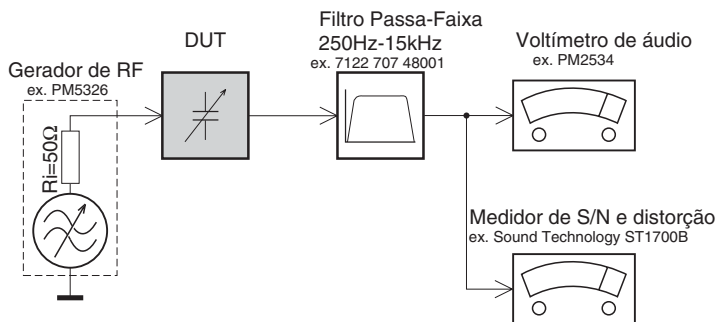 Gerador de RF
ex. PM5326
Ri=50Ω
DUT
Filtro Passa-Faixa
250Hz-15kHz
ex. 7122 707 48001
Voltímetro de áudio
ex. PM2534
Medidor de S/N e distorção
ex. Sound Technology ST1700B